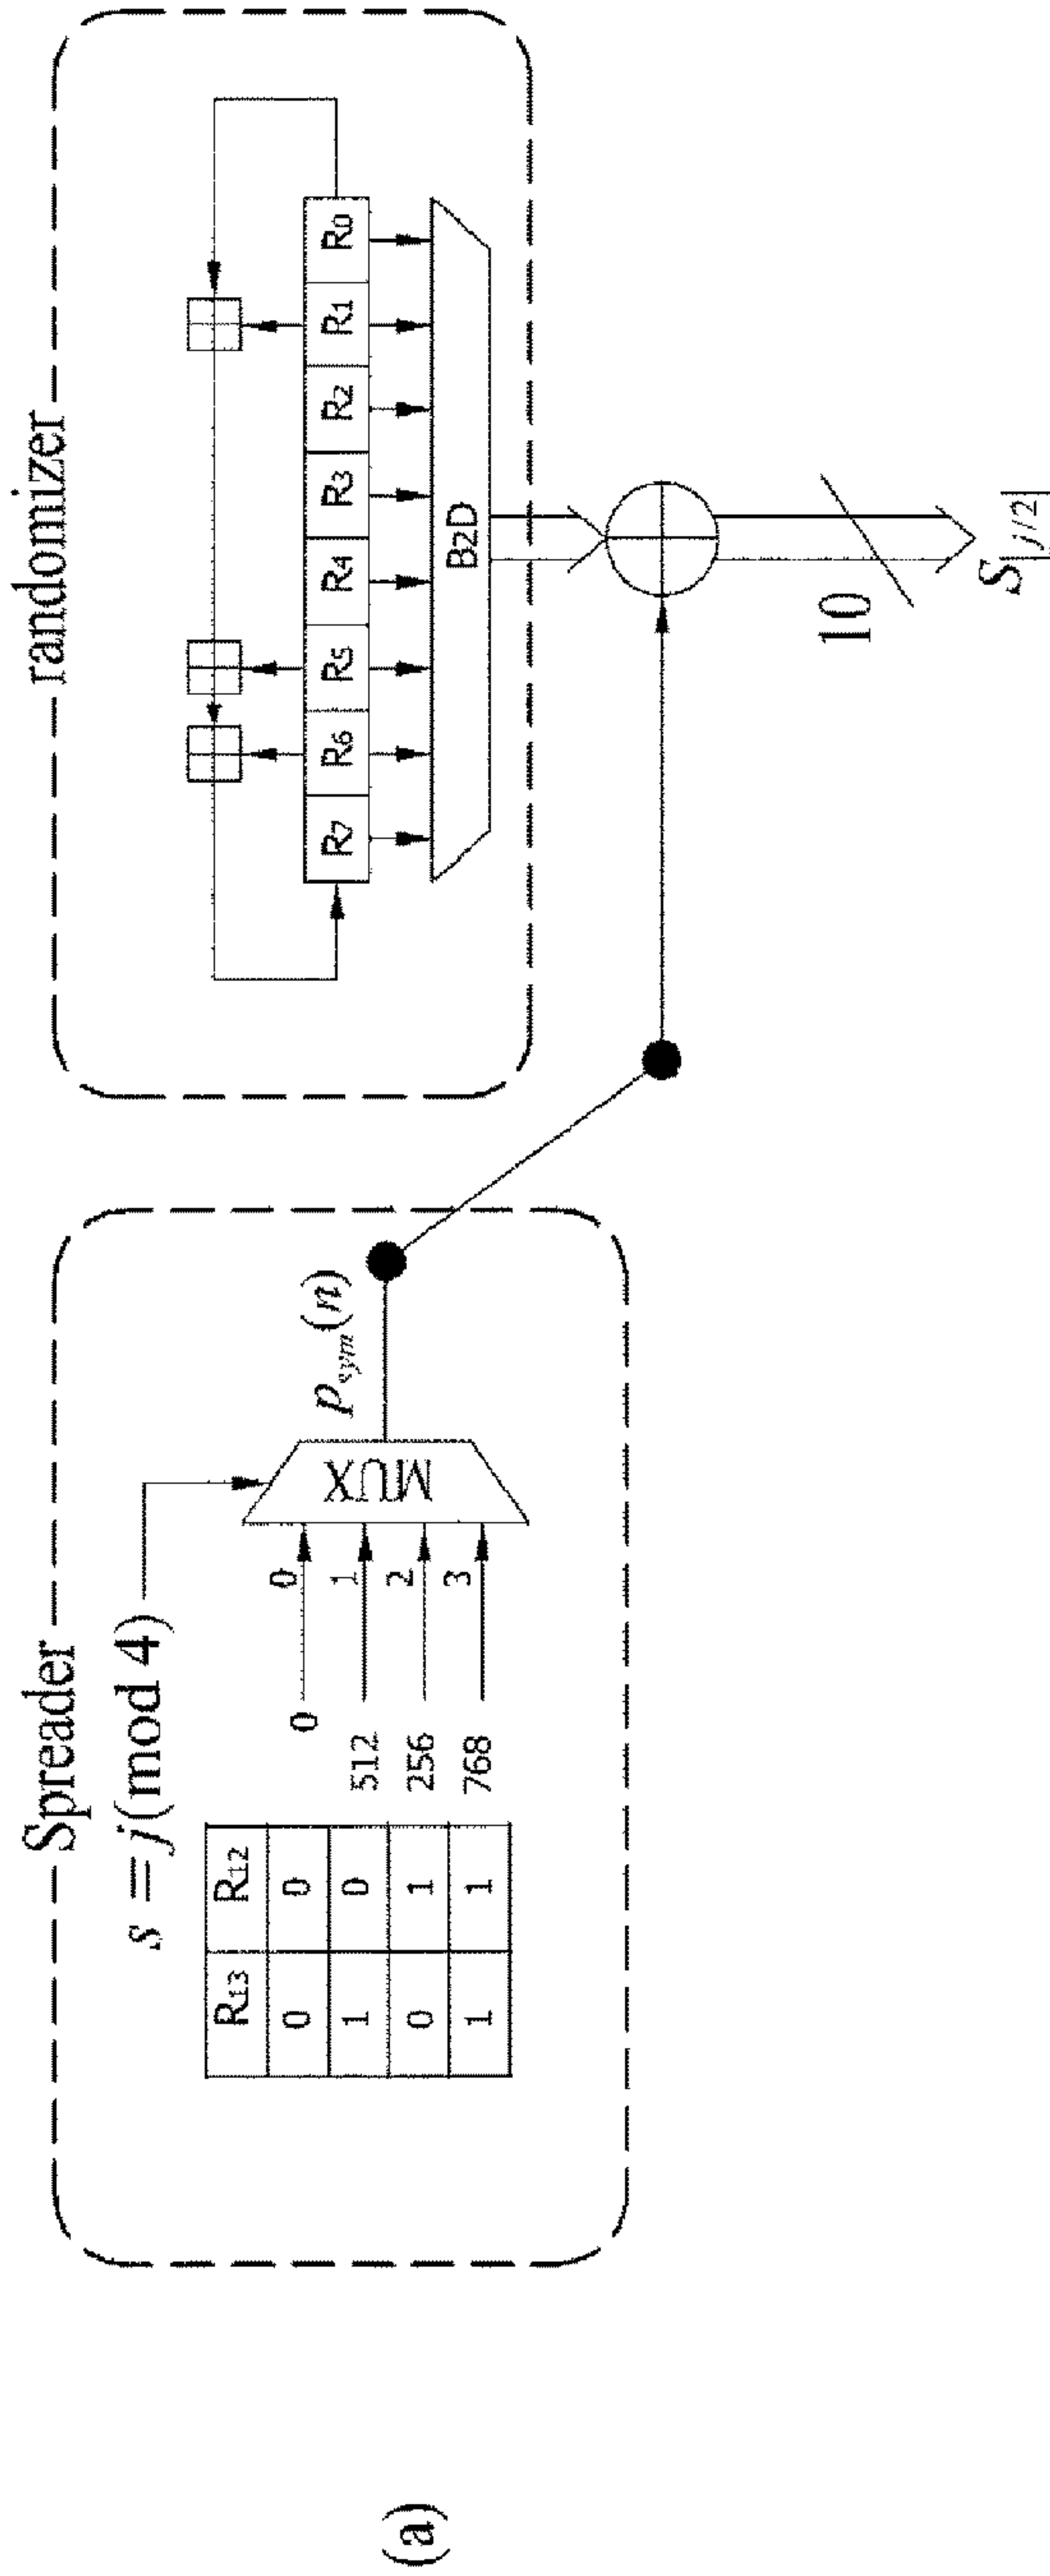 (a)
Spreader
s = j(mod 4)
R13 R12
0 0
1 0
0 1
1 1
0 0
512 1
256 2
768 3
MUX
Psym(n)
randomizer
R7 R6 R5 R4 R3 R2 R1 R0
B2D
10
S⌊j/2⌋